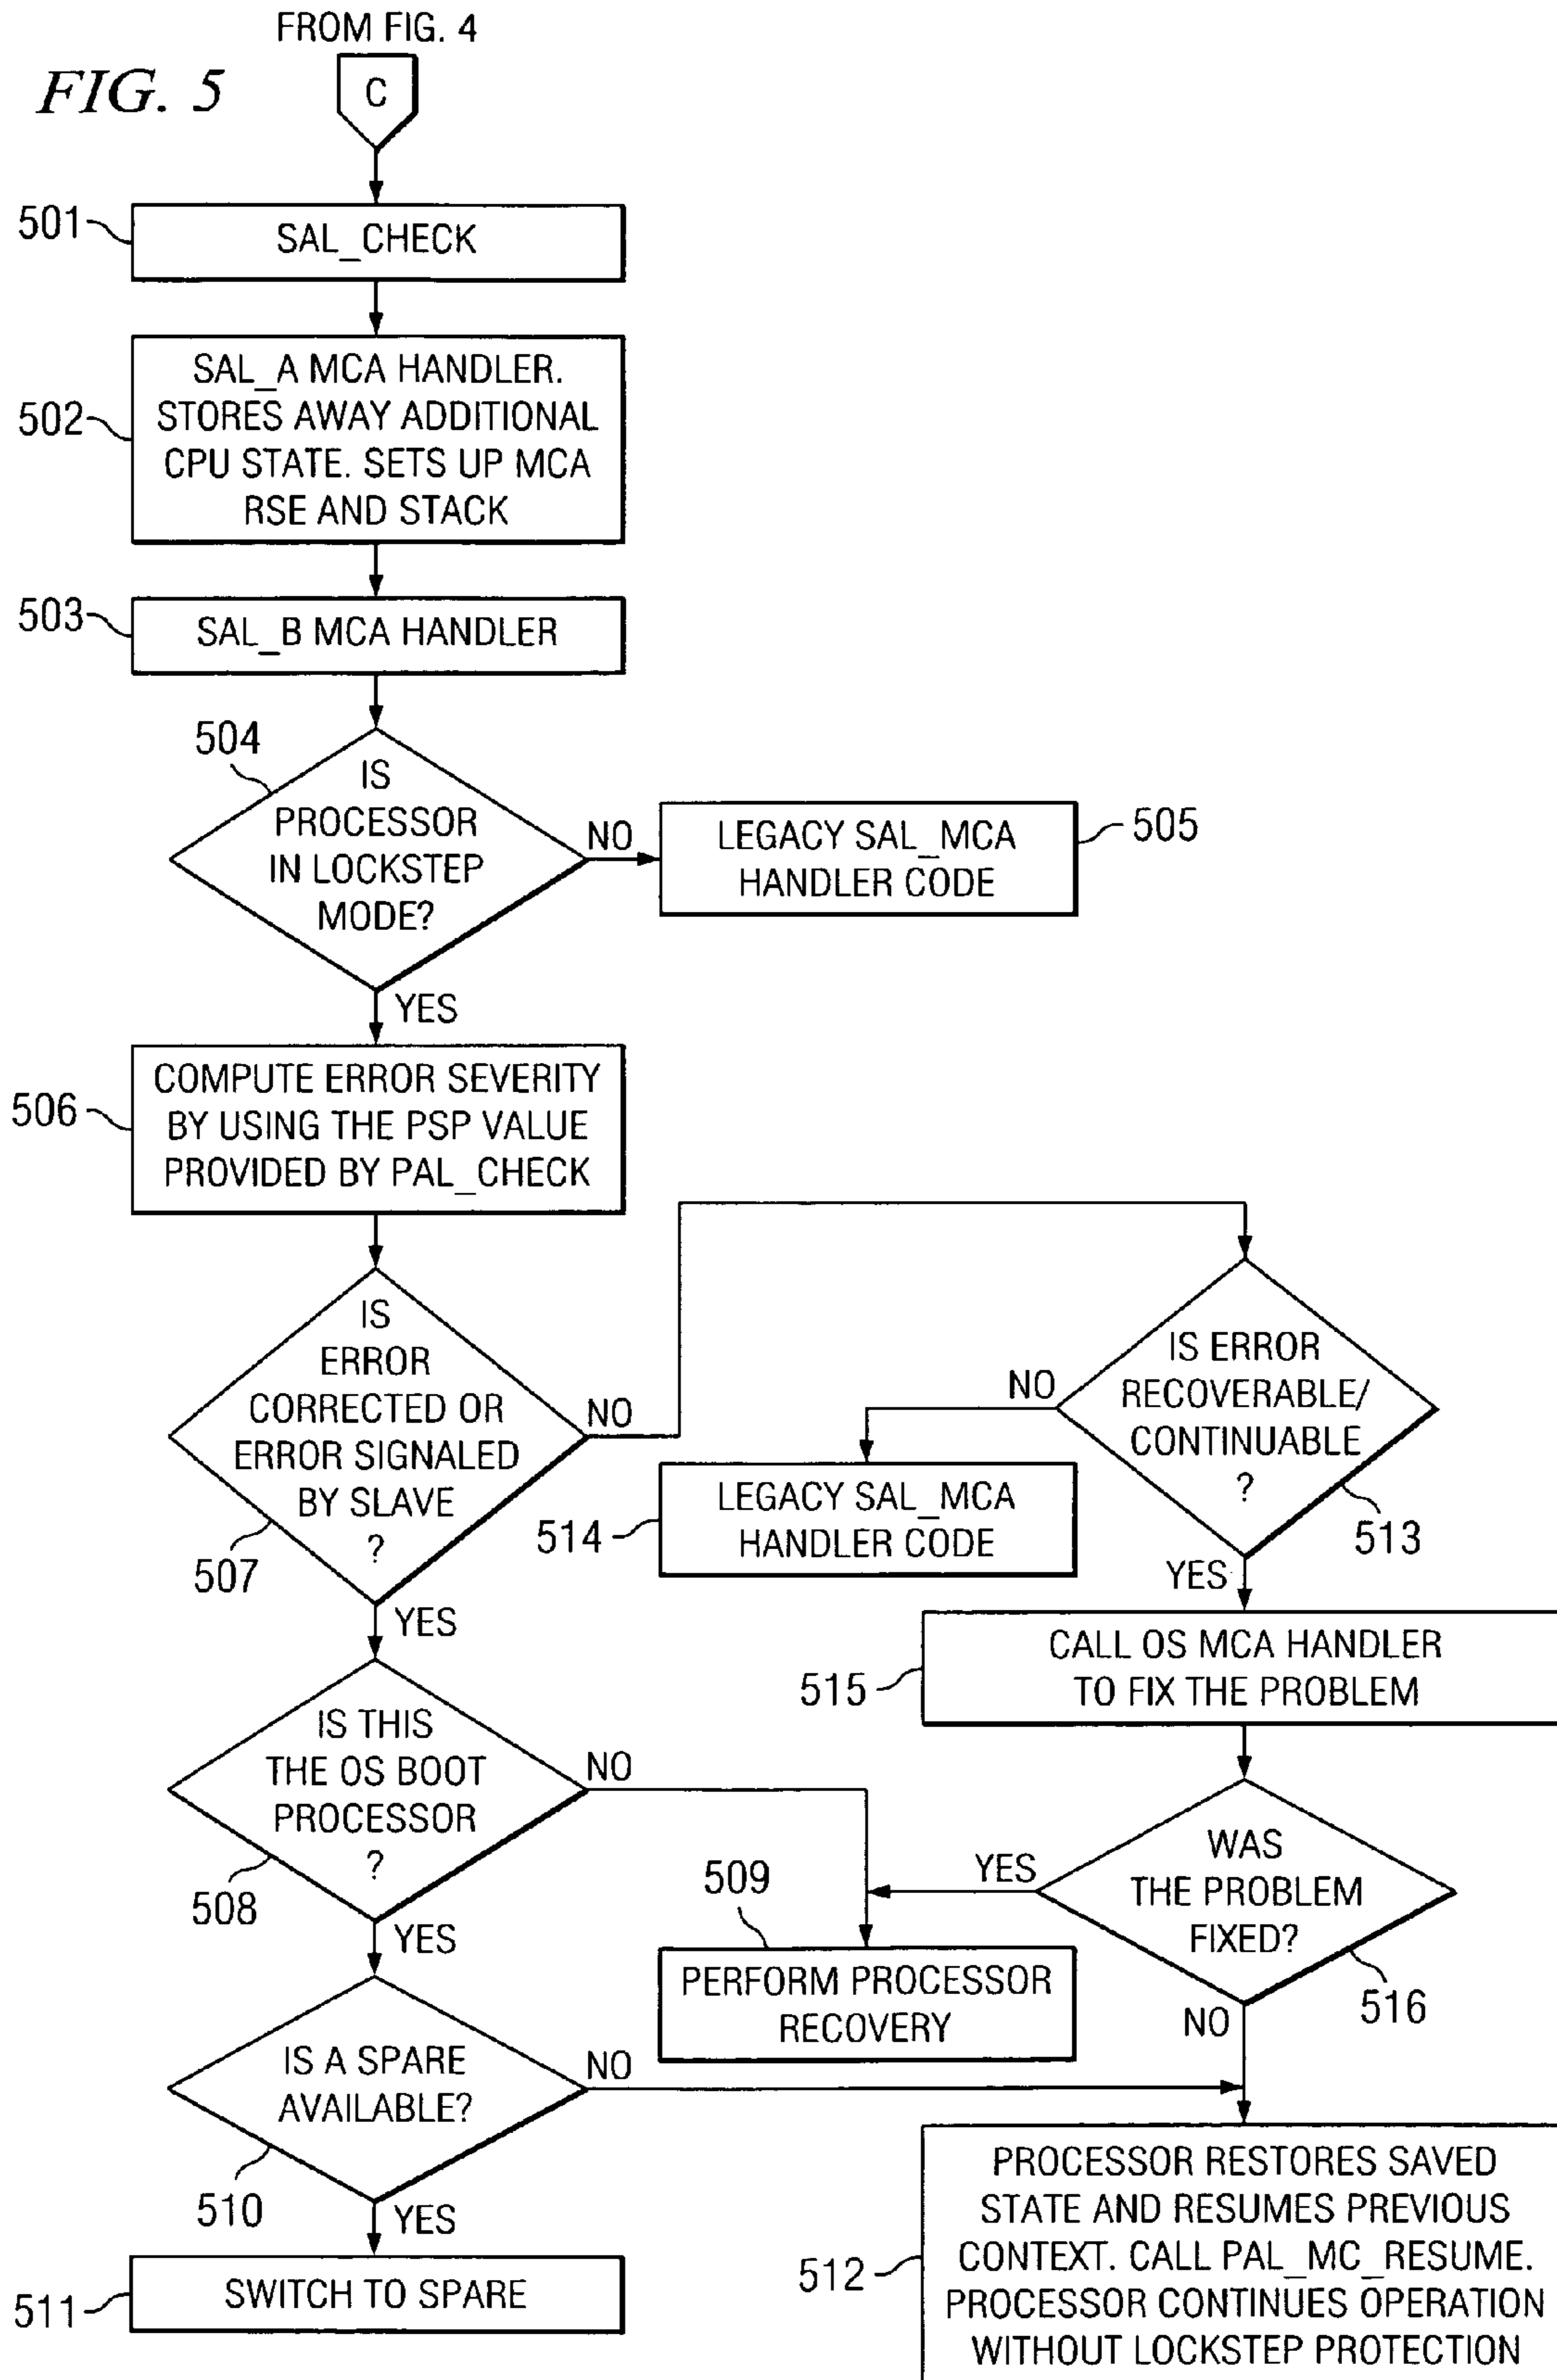 FROM FIG. 4
FIG. 5
C
501
SAL_CHECK
502
SAL_A MCA HANDLER.
STORES AWAY ADDITIONAL
CPU STATE. SETS UP MCA
RSE AND STACK
503
SAL_B MCA HANDLER
504
IS
PROCESSOR
IN LOCKSTEP
MODE?
NO
LEGACY SAL_MCA
HANDLER CODE
505
YES
506
COMPUTE ERROR SEVERITY
BY USING THE PSP VALUE
PROVIDED BY PAL_CHECK
IS
ERROR
CORRECTED OR
ERROR SIGNALED
BY SLAVE
?
507
NO
YES
IS ERROR
RECOVERABLE/
CONTINUABLE
?
513
NO
514
LEGACY SAL_MCA
HANDLER CODE
YES
515
CALL OS MCA HANDLER
TO FIX THE PROBLEM
IS THIS
THE OS BOOT
PROCESSOR
?
508
NO
YES
WAS
THE PROBLEM
FIXED?
516
YES
NO
509
PERFORM PROCESSOR
RECOVERY
IS A SPARE
AVAILABLE?
510
NO
YES
511
SWITCH TO SPARE
512
PROCESSOR RESTORES SAVED
STATE AND RESUMES PREVIOUS
CONTEXT. CALL PAL_MC_RESUME.
PROCESSOR CONTINUES OPERATION
WITHOUT LOCKSTEP PROTECTION